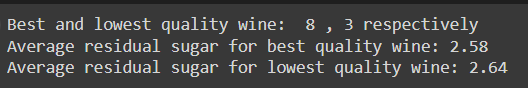 Best and lowest quality wine:  8 , 3 respectively
Average residual sugar for best quality wine: 2.58
Average residual sugar for lowest quality wine: 2.64